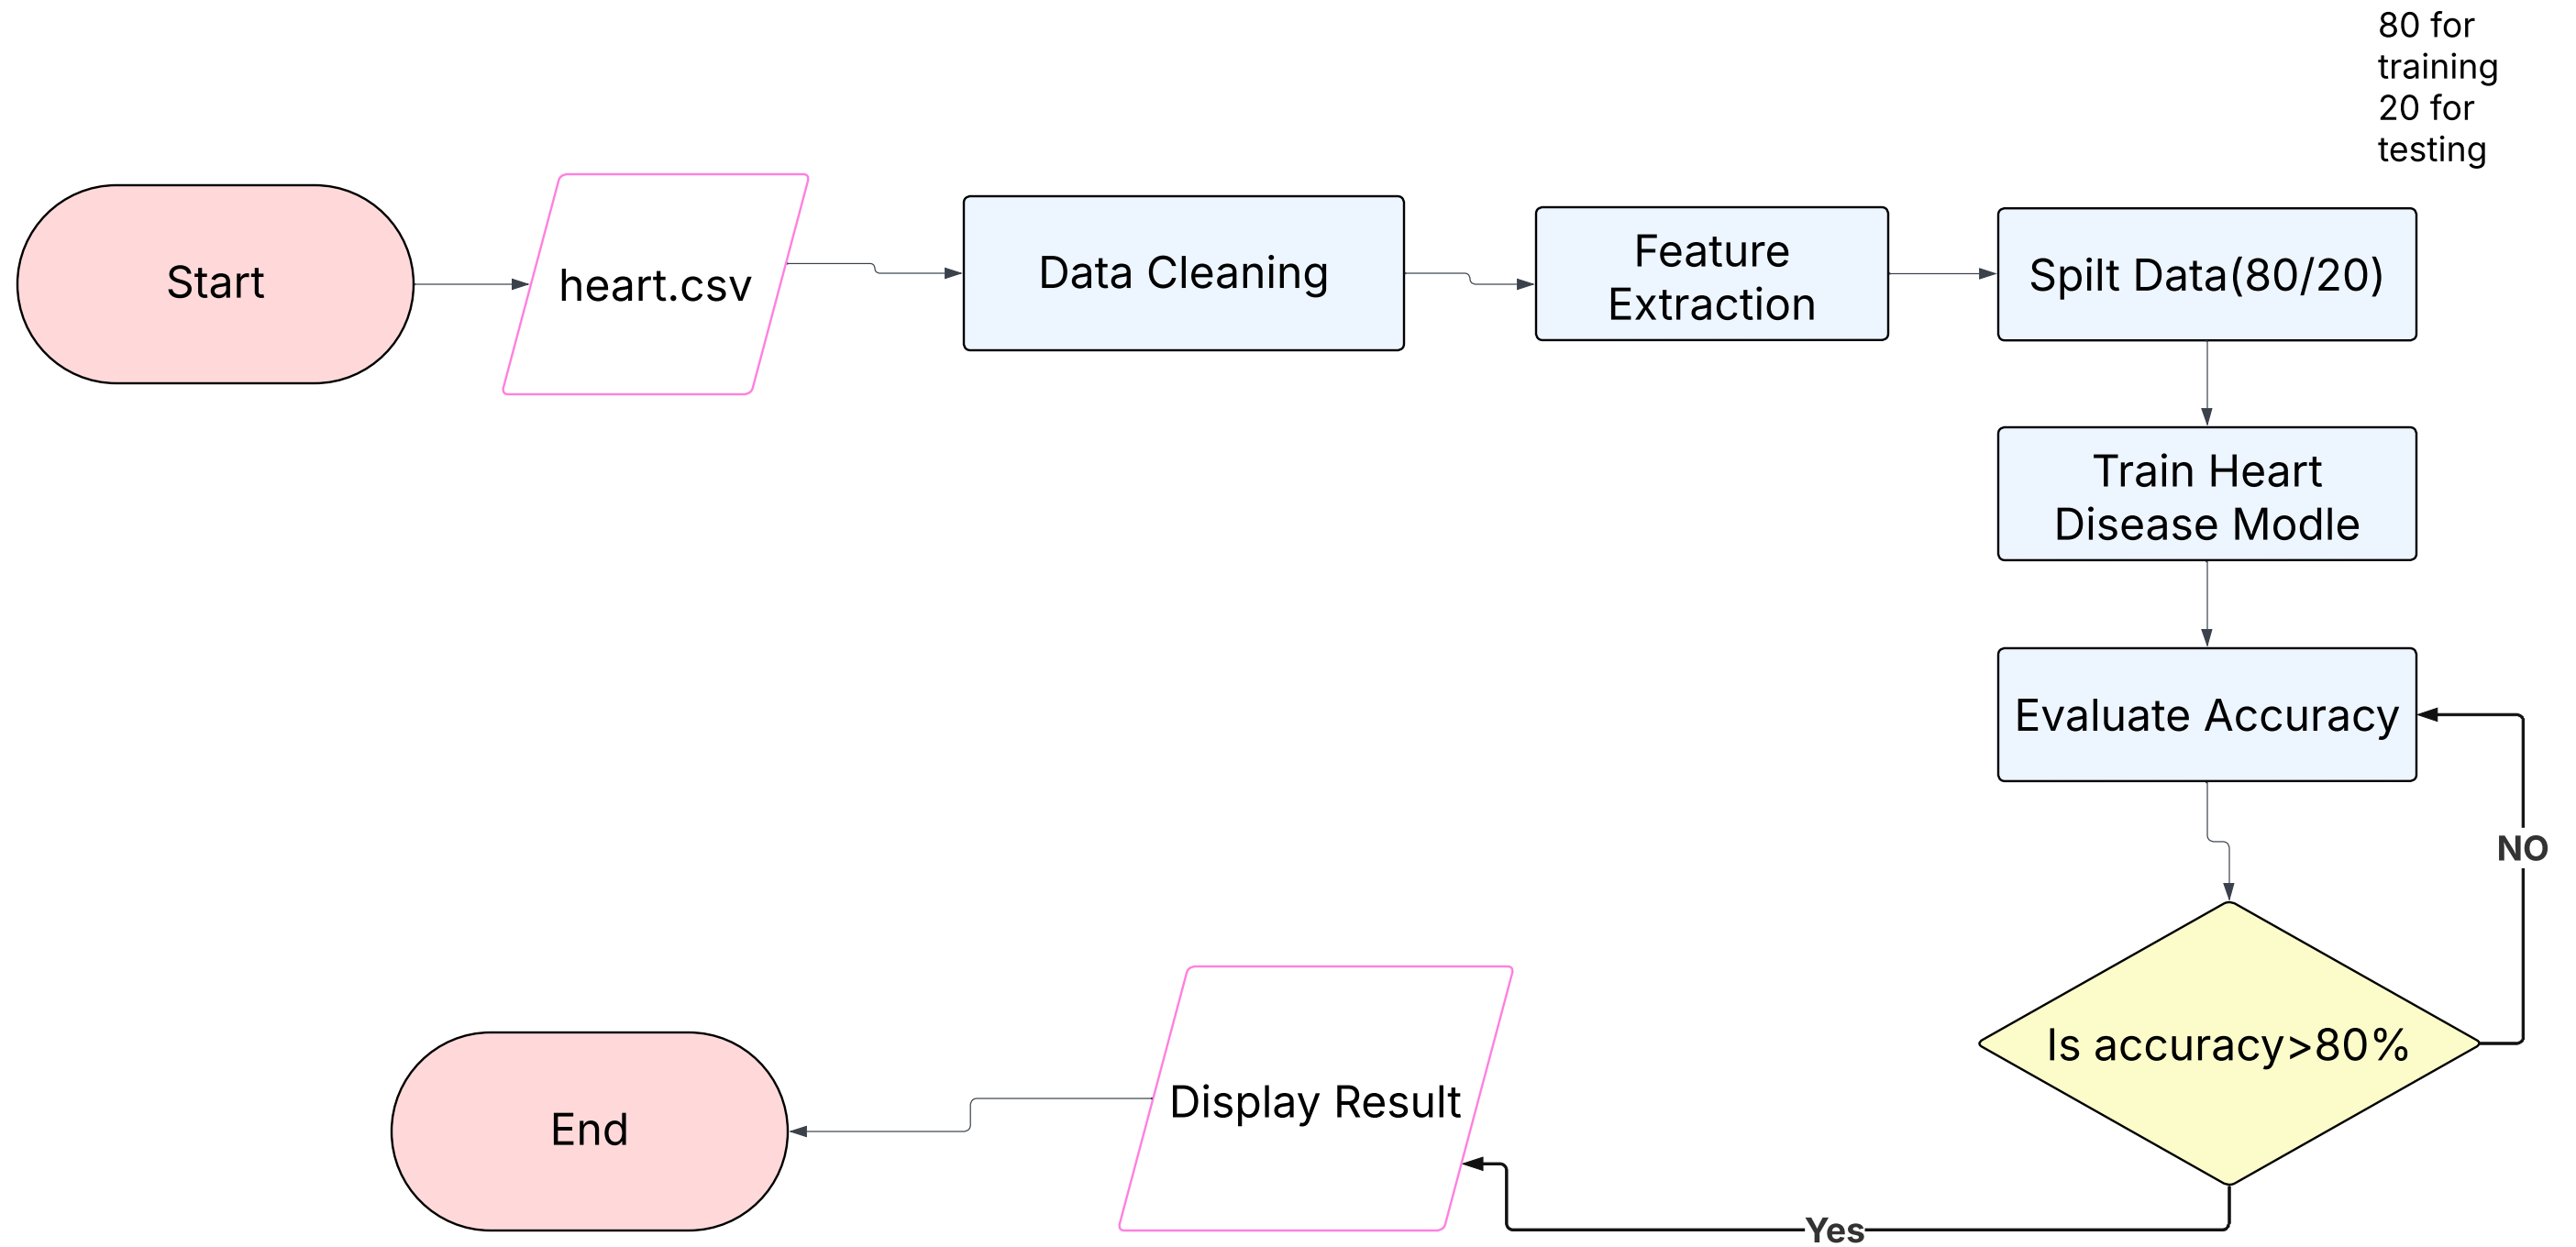 80 for
training
20 for
testing
Start
heart.csv
Data Cleaning
Feature
Extraction
Spilt Data(80/20)
Train Heart
Disease Modle
Evaluate Accuracy
NO
Is accuracy>80%
Yes
Display Result
End